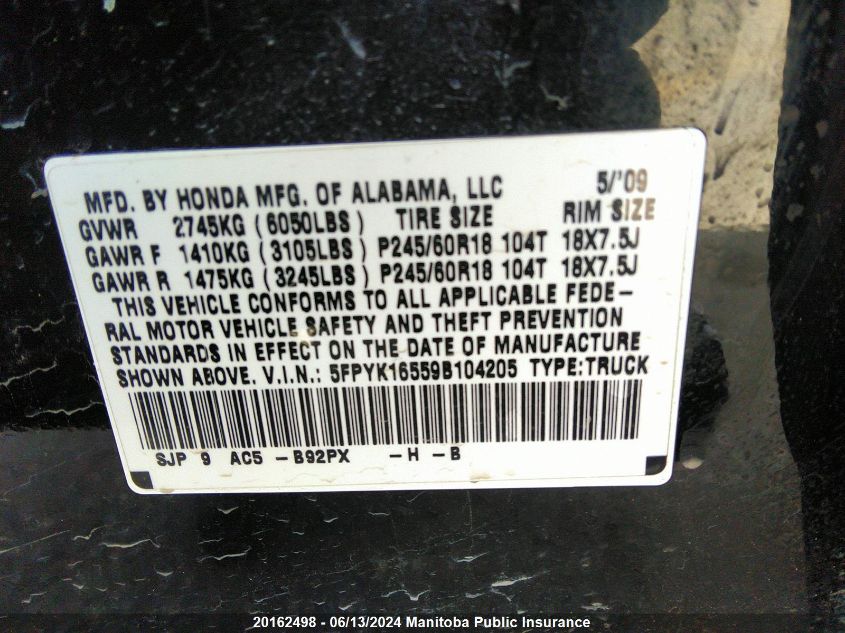 MFD. BY HONDA MFG. OF ALABAMA, LLC 5/'09
GVWR 2745KG (6050LBS) TIRE SIZE RIM SIZE
GAWR F 1410KG (3105LBS) P245/60R18 104T 18X7.5J
GAWR R 1475KG (3245LBS) P245/60R18 104T 18X7.5J
THIS VEHICLE CONFORMS TO ALL APPLICABLE FEDE-
RAL MOTOR VEHICLE SAFETY AND THEFT PREVENTION
STANDARDS IN EFFECT ON THE DATE OF MANUFACTURE
SHOWN ABOVE. V.I.N.: 5FPYK16559B104205 TYPE:TRUCK
SJP 9 AC5 -B92PX -H -B
20162498 - 06/13/2024 Manitoba Public Insurance